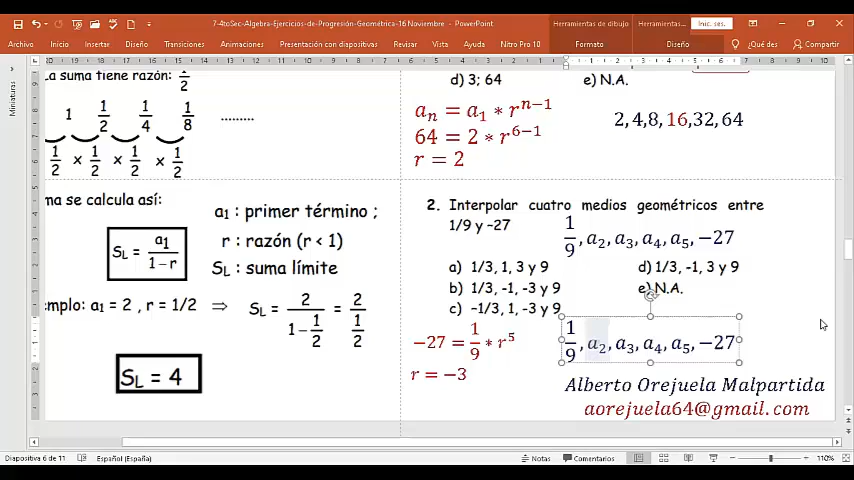 7-4toSec-Algebra-Ejercicios-de-Progresión-Geométrica-16 Noviembre - PowerPoint
Herramientas de dibujo
Herramientas...
Inic. ses.
Archivo Inicio Insertar Diseño Transiciones Animaciones Presentación con diapositivas Revisar Vista Ayuda Nitro Pro 10 Formato Diseño ¿Qué des Compartir
Miniaturas
La suma tiene razón: 1/2
1 1/2 1/4 1/8 .........
1/2 x 1/2 x 1/2 x 1/2
ma se calcula así:
a₁ : primer término ;
r : razón (r < 1)
S_L : suma límite
S_L = a₁/(1-r)
emplo: a₁ = 2 , r = 1/2 ⇒ S_L = 2/(1-1/2) = 2/(1/2)
S_L = 4
d) 3; 64 e) N.A.
aₙ = a₁ * rⁿ⁻¹
64 = 2 * r⁶⁻¹
r = 2
2, 4, 8, 16, 32, 64
2. Interpolar cuatro medios geométricos entre
1/9 y -27
1/9, a₂, a₃, a₄, a₅, -27
a) 1/3, 1, 3 y 9 d) 1/3, -1, 3 y 9
b) 1/3, -1, -3 y 9 e) N.A.
c) -1/3, 1, -3 y 9
-27 = 1/9 * r⁵
r = -3
1/9, a₂, a₃, a₄, a₅, -27
Alberto Orejuela Malpartida
aorejuela64@gmail.com
Diapositiva 6 de 11 Español (España) Notas Comentarios 110%